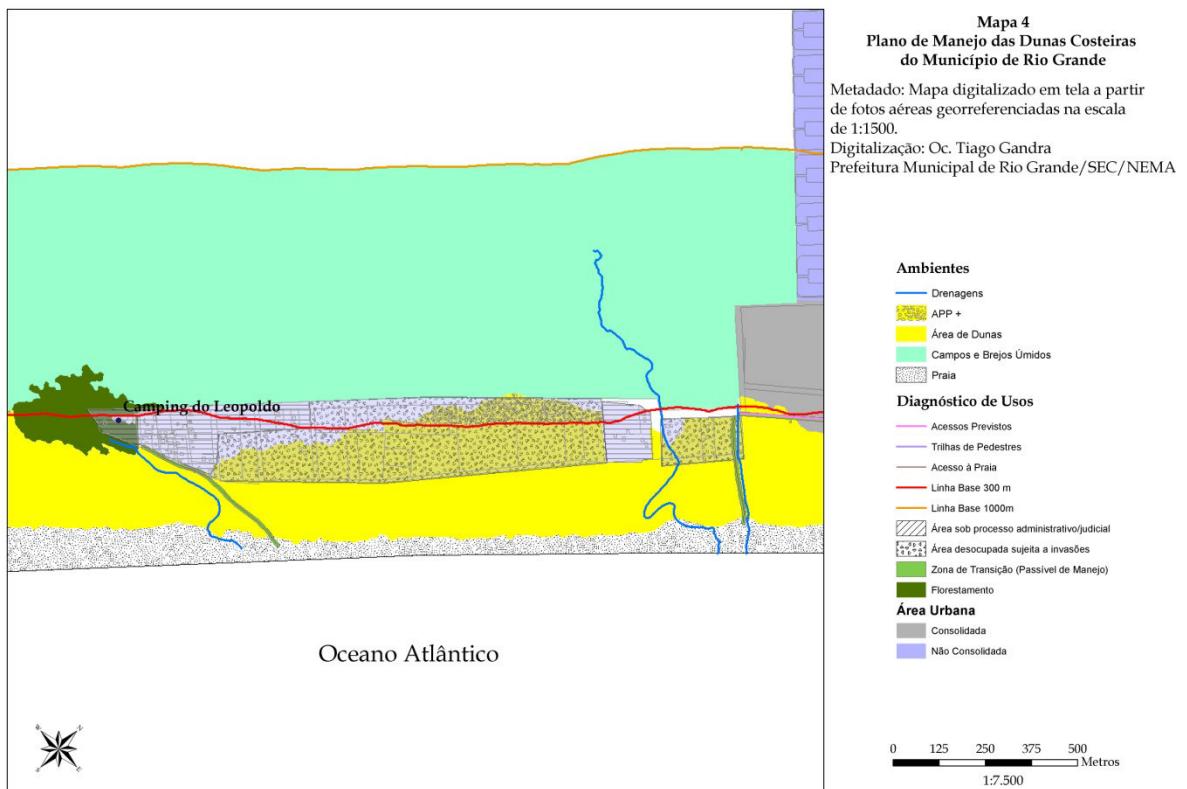 Mapa 4
Plano de Manejo das Dunas Costeiras
do Município de Rio Grande
Metadado: Mapa digitalizado em tela a partir
de fotos aéreas georreferenciadas na escala
de 1:1500.
Digitalização: Oc. Tiago Gandra
Prefeitura Municipal de Rio Grande/SEC/NEMA
Camping do Leopoldo
Oceano Atlântico
Ambientes
Drenagens
APP +
Área de Dunas
Campos e Brejos Úmidos
Praia
Diagnóstico de Usos
Acessos Previstos
Trilhas de Pedestres
Acesso à Praia
Linha Base 300 m
Linha Base 1000m
Área sob processo administrativo/judicial
Área desocupada sujeita a invasões
Zona de Transição (Passível de Manejo)
Florestamento
Área Urbana
Consolidada
Não Consolidada
0 125 250 375 500
Metros
1:7.500